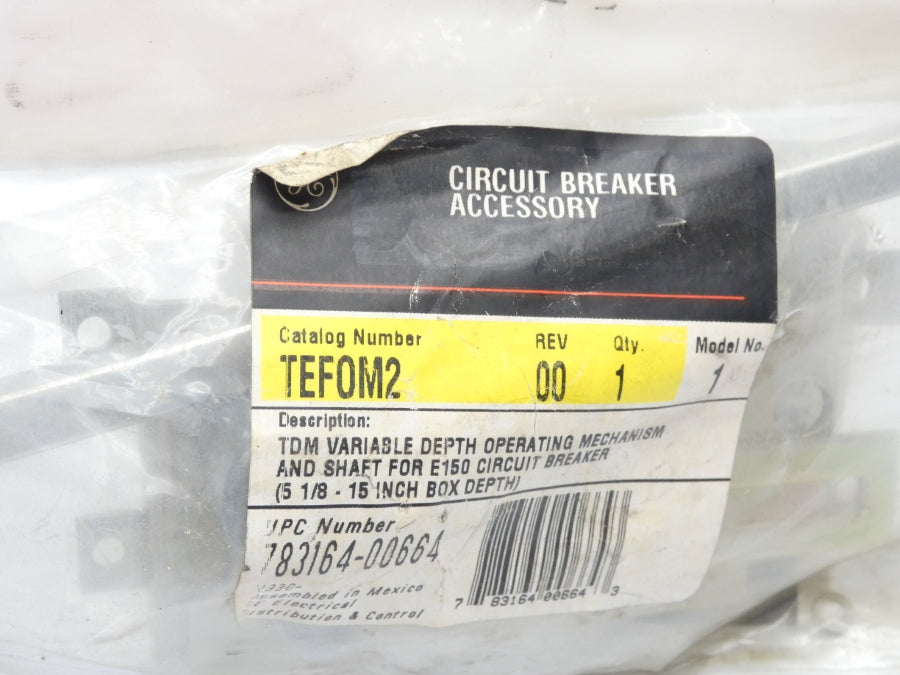 CIRCUIT BREAKER
ACCESSORY
Catalog Number REV Qty. Model No.
TEFOM2 00 1 1
Description:
TDM VARIABLE DEPTH OPERATING MECHANISM
AND SHAFT FOR E150 CIRCUIT BREAKER
(5 1/8 - 15 INCH BOX DEPTH)
UPC Number
783164-00664
7 83164 00664 3
assembled in Mexico
GE Electrical
istribution & Control